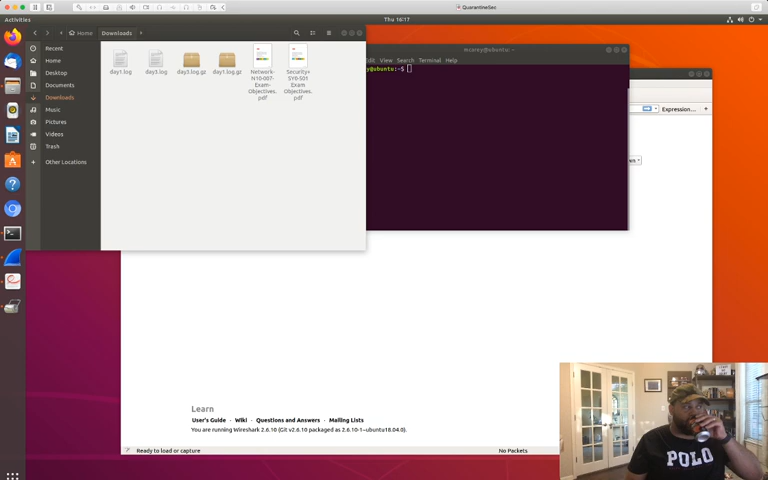 QuarantineSec
Activities
Thu 16:17
Home
Downloads
Recent
Home
Desktop
Documents
Downloads
Music
Pictures
Videos
Trash
Other Locations
day1.log
day3.log
day3.log.gz
day1.log.gz
Network-
N10-007-
Exam-
Objectives.
pdf
Security+
SY0-501
Exam
Objectives.
pdf
mcarey@ubuntu: ~
Edit View Search Terminal Help
y@ubuntu:~$
Expression...
Learn
User's Guide · Wiki · Questions and Answers · Mailing Lists
You are running Wireshark 2.6.10 (Git v2.6.10 packaged as 2.6.10-1~ubuntu18.04.0).
Ready to load or capture
No Packets
POLO